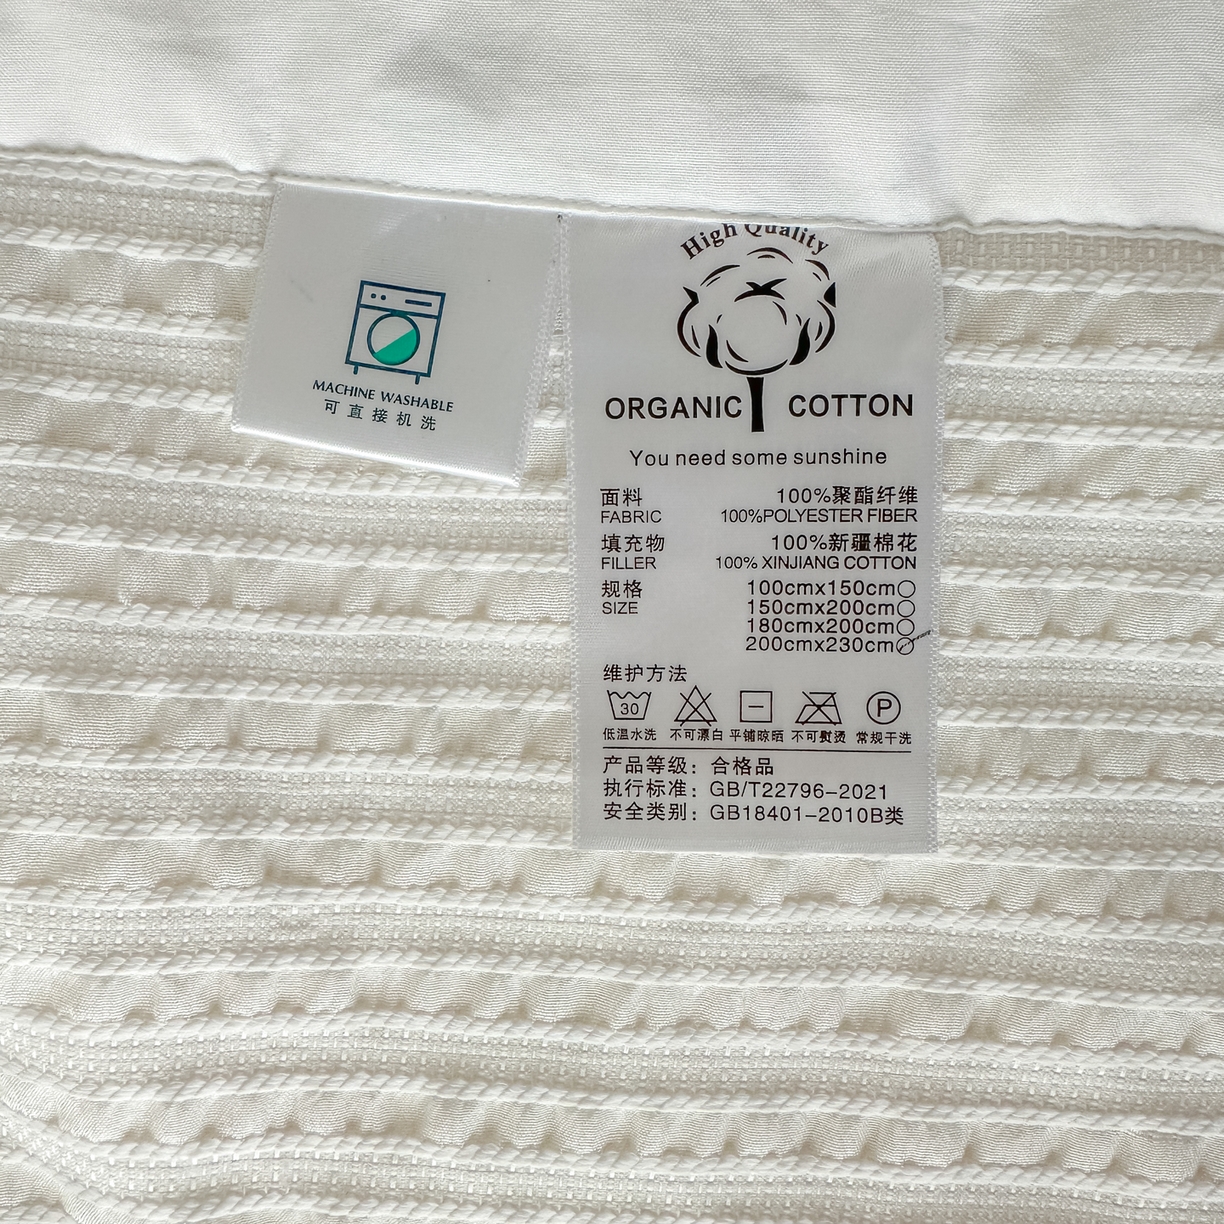 MACHINE WASHABLE
可直接机洗
High Quality
ORGANIC COTTON
You need some sunshine
面料 100%聚酯纤维
FABRIC 100%POLYESTER FIBER
填充物 100%新疆棉花
FILLER 100% XINJIANG COTTON
规格 100cmx150cm
SIZE 150cmx200cm
180cmx200cm
200cmx230cm
维护方法
30 P
低温水洗 不可漂白 平铺晾晒 不可熨烫 常规干洗
产品等级：合格品
执行标准：GB/T22796-2021
安全类别：GB18401-2010B类